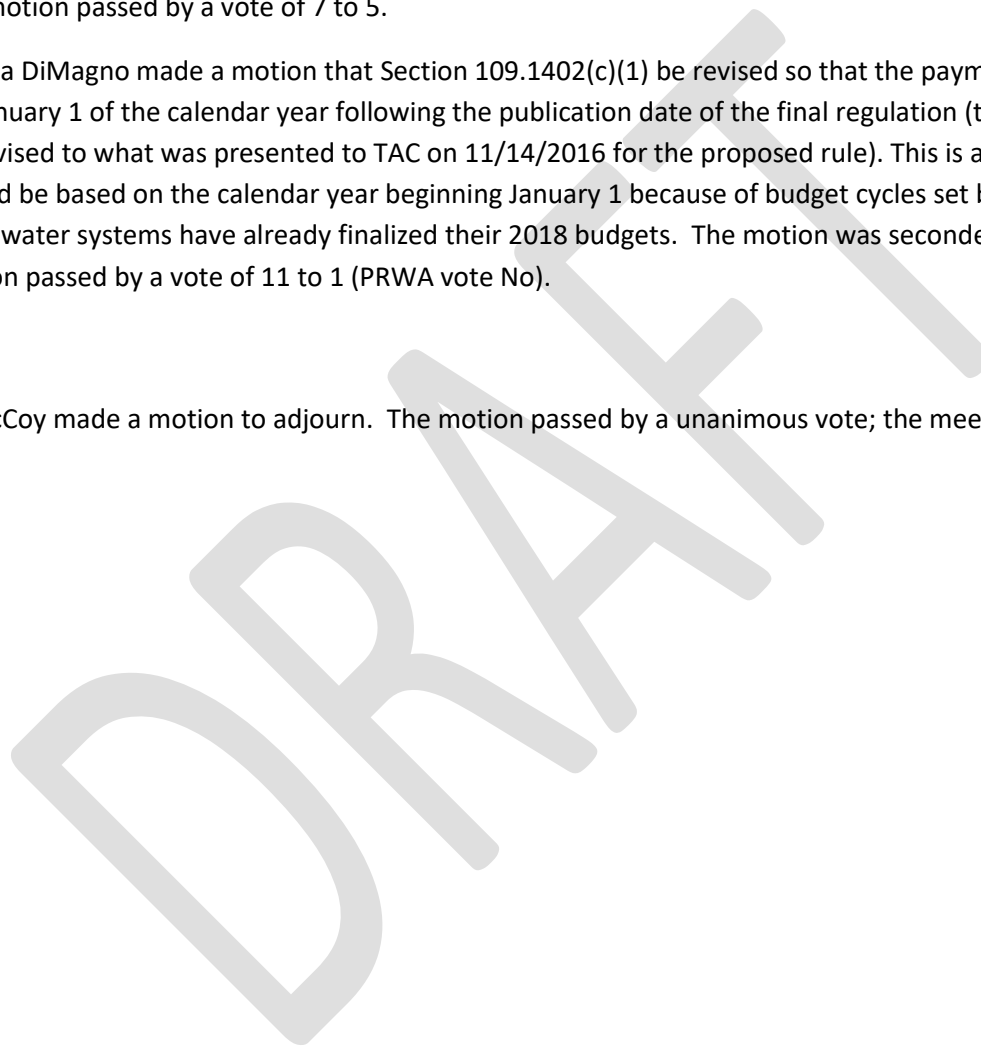 motion passed by a vote of 7 to 5.
a DiMagno made a motion that Section 109.1402(c)(1) be revised so that the paym
nuary 1 of the calendar year following the publication date of the final regulation (t
vised to what was presented to TAC on 11/14/2016 for the proposed rule). This is a
d be based on the calendar year beginning January 1 because of budget cycles set b
water systems have already finalized their 2018 budgets.  The motion was seconde
on passed by a vote of 11 to 1 (PRWA vote No).
cCoy made a motion to adjourn.  The motion passed by a unanimous vote; the mee
DRAFT